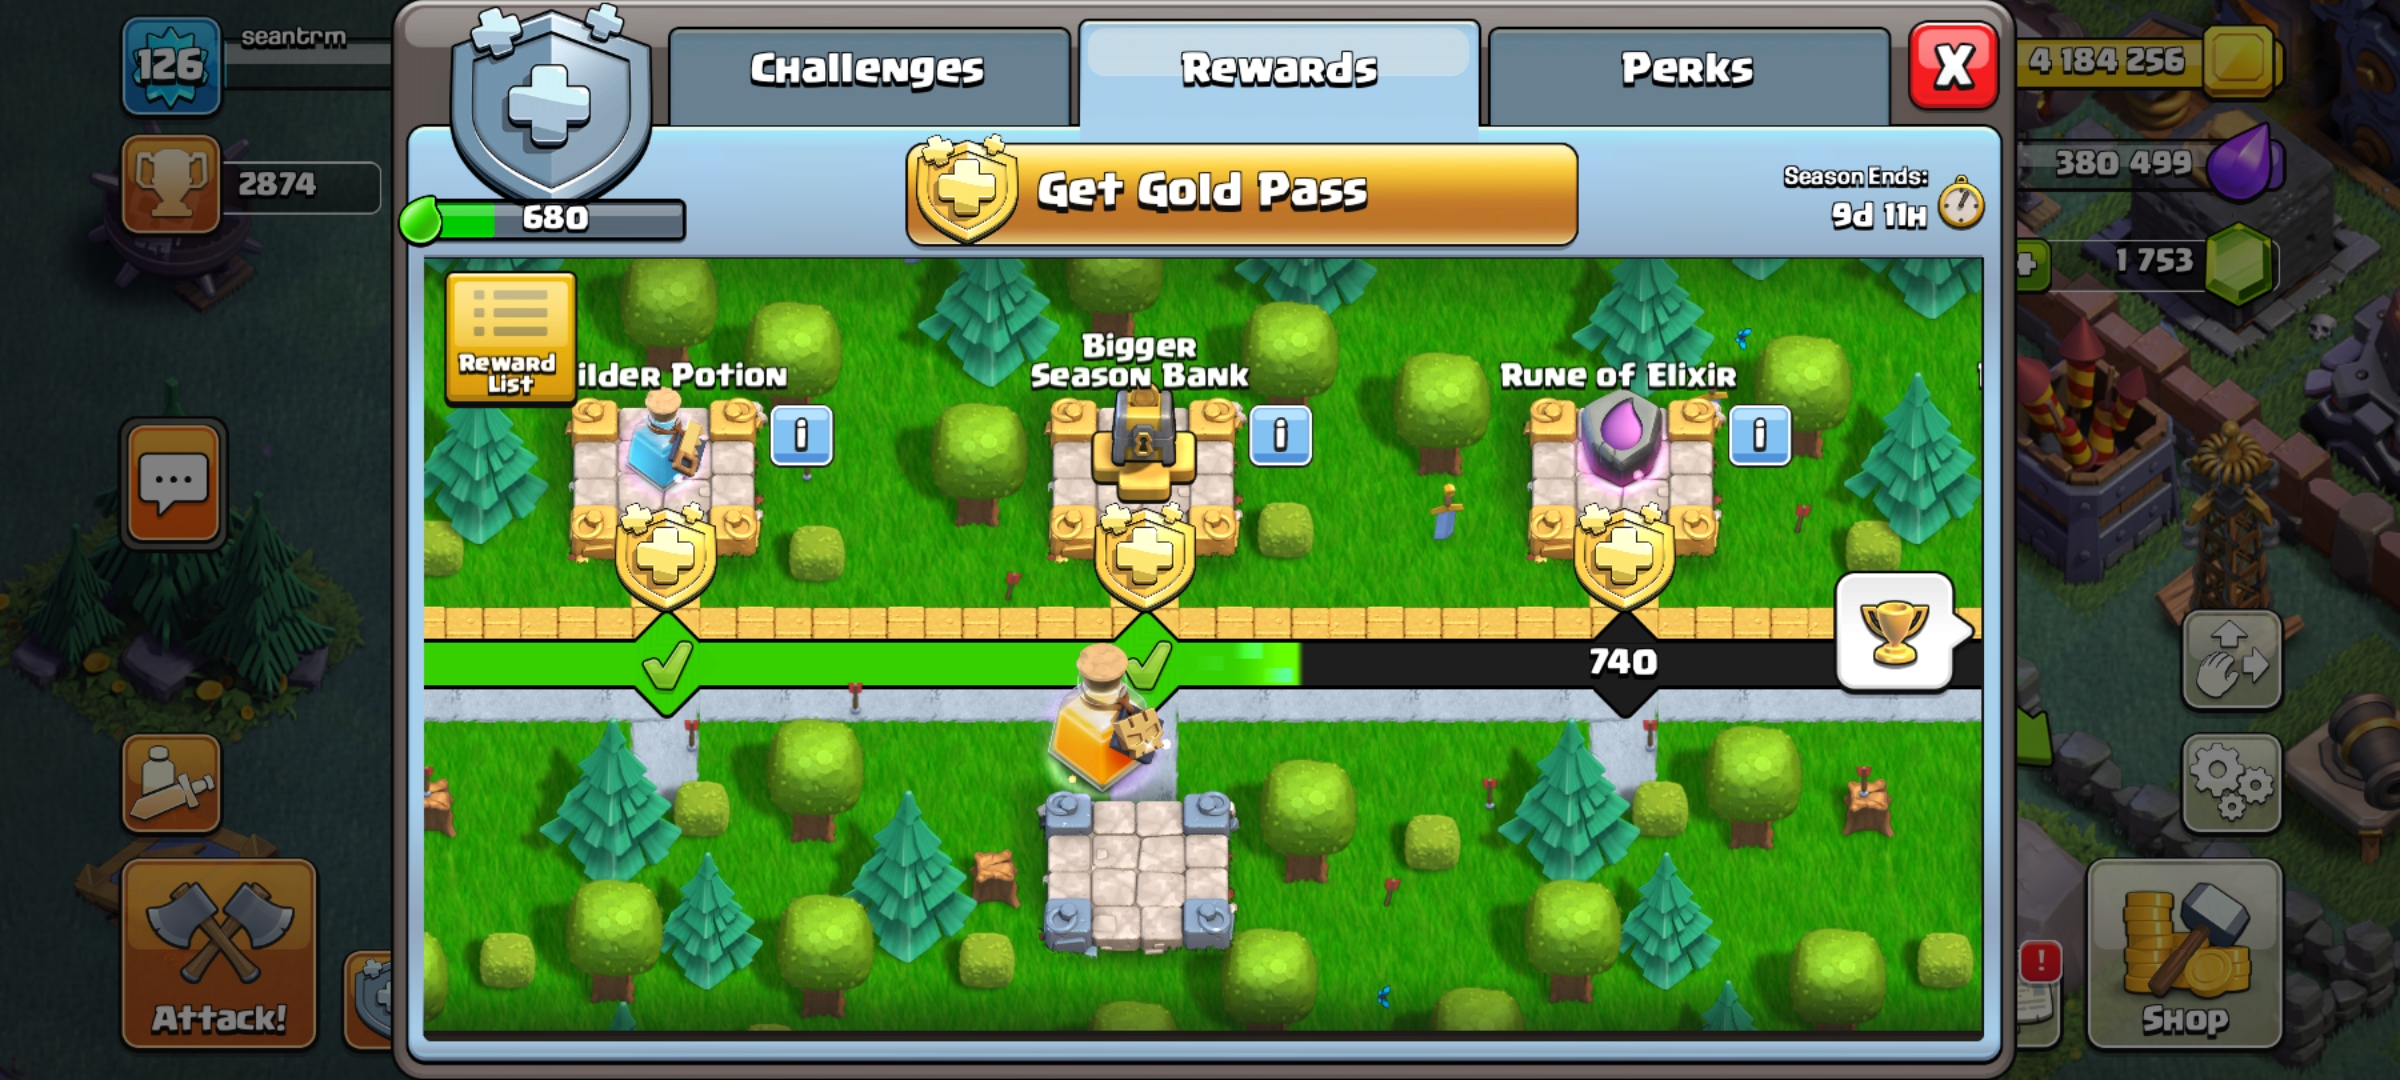 126
seantrm
2874
Challenges
Rewards
Perks
X
4 184 256
380 499
1 753
680
Get Gold Pass
Season Ends:
9d 11H
Reward
List
ilder Potion
Bigger
Season Bank
Rune of Elixir
i
i
i
740
Attack!
!
Shop